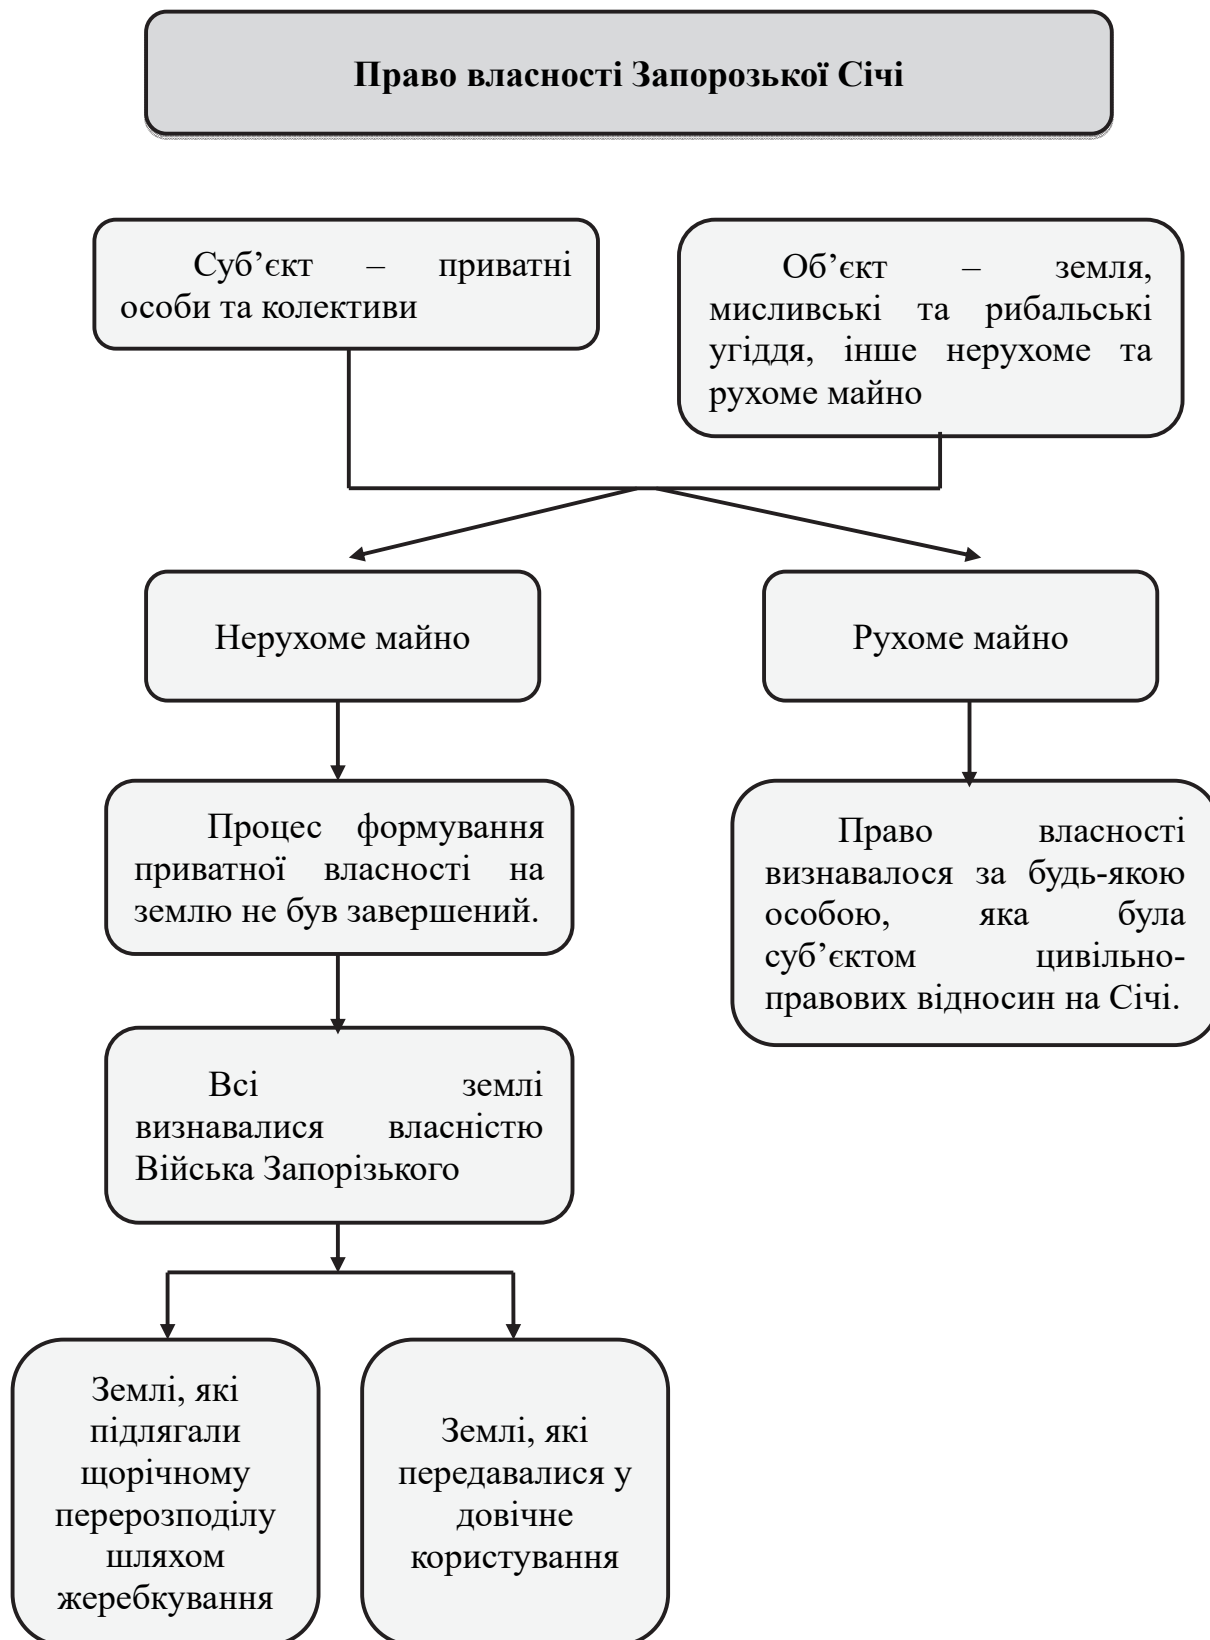 Право власності Запорозької Січі
Суб’єкт – приватні
особи та колективи
Об’єкт – земля,
мисливські та рибальські
угіддя, інше нерухоме та
рухоме майно
Нерухоме майно
Рухоме майно
Процес формування
приватної власності на
землю не був завершений.
Право власності
визнавалося за будь-якою
особою, яка була
суб’єктом цивільно-
правових відносин на Січі.
Всі землі
визнавалися власністю
Війська Запорізького
Землі, які
підлягали
щорічному
перерозподілу
шляхом
жеребкування
Землі, які
передавалися у
довічне
користування